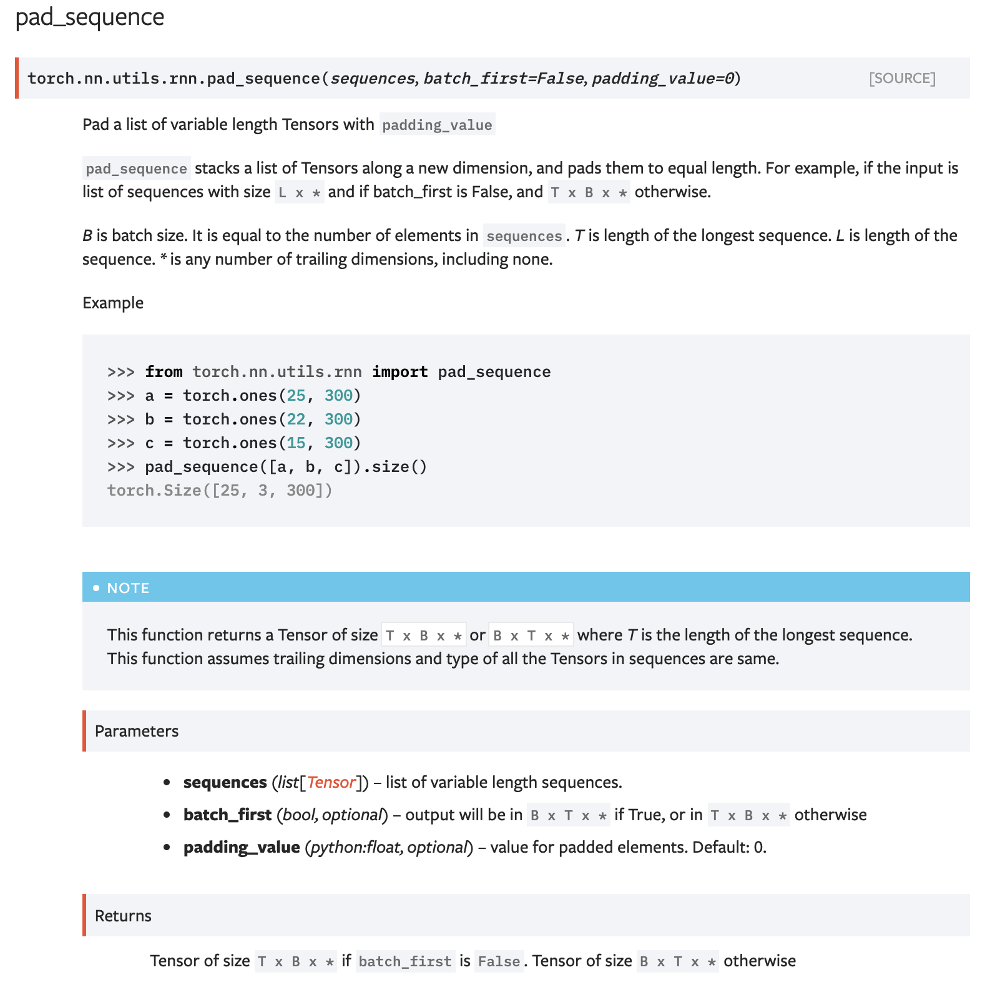 pad_sequence
torch.nn.utils.rnn.pad_sequence(sequences, batch_first=False, padding_value=0) [SOURCE]
Pad a list of variable length Tensors with padding_value
pad_sequence stacks a list of Tensors along a new dimension, and pads them to equal length. For example, if the input is
list of sequences with size L x * and if batch_first is False, and T x B x * otherwise.
B is batch size. It is equal to the number of elements in sequences. T is length of the longest sequence. L is length of the
sequence. * is any number of trailing dimensions, including none.
Example
>>> from torch.nn.utils.rnn import pad_sequence
>>> a = torch.ones(25, 300)
>>> b = torch.ones(22, 300)
>>> c = torch.ones(15, 300)
>>> pad_sequence([a, b, c]).size()
torch.Size([25, 3, 300])
• NOTE
This function returns a Tensor of size T x B x * or B x T x * where T is the length of the longest sequence.
This function assumes trailing dimensions and type of all the Tensors in sequences are same.
Parameters
• sequences (list[Tensor]) – list of variable length sequences.
• batch_first (bool, optional) – output will be in B x T x * if True, or in T x B x * otherwise
• padding_value (python:float, optional) – value for padded elements. Default: 0.
Returns
Tensor of size T x B x * if batch_first is False. Tensor of size B x T x * otherwise